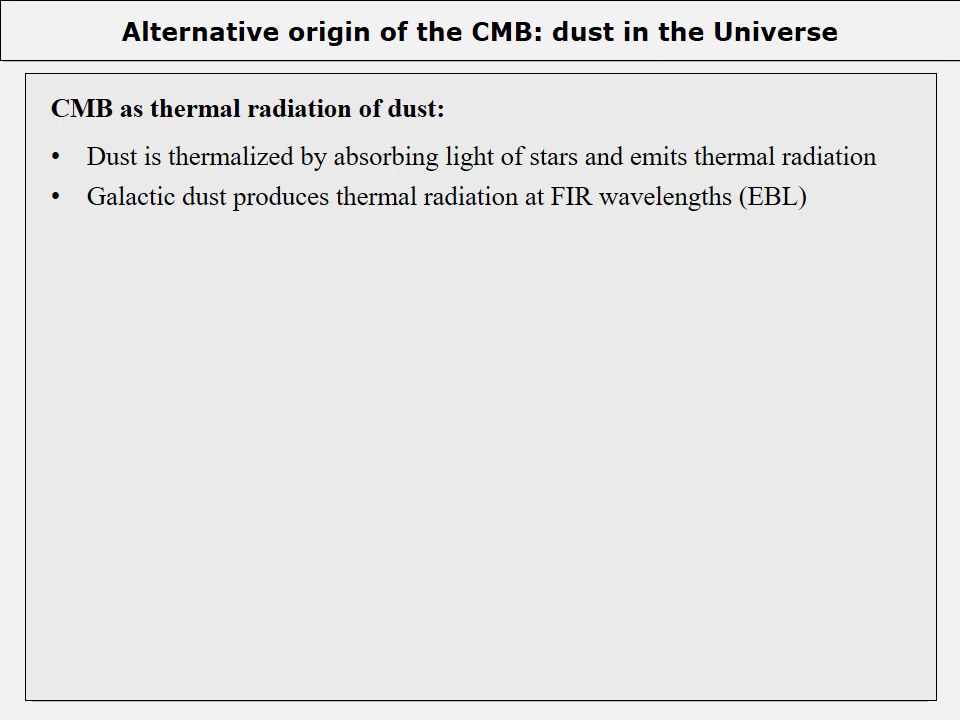 Alternative origin of the CMB: dust in the Universe
CMB as thermal radiation of dust:
• Dust is thermalized by absorbing light of stars and emits thermal radiation
• Galactic dust produces thermal radiation at FIR wavelengths (EBL)